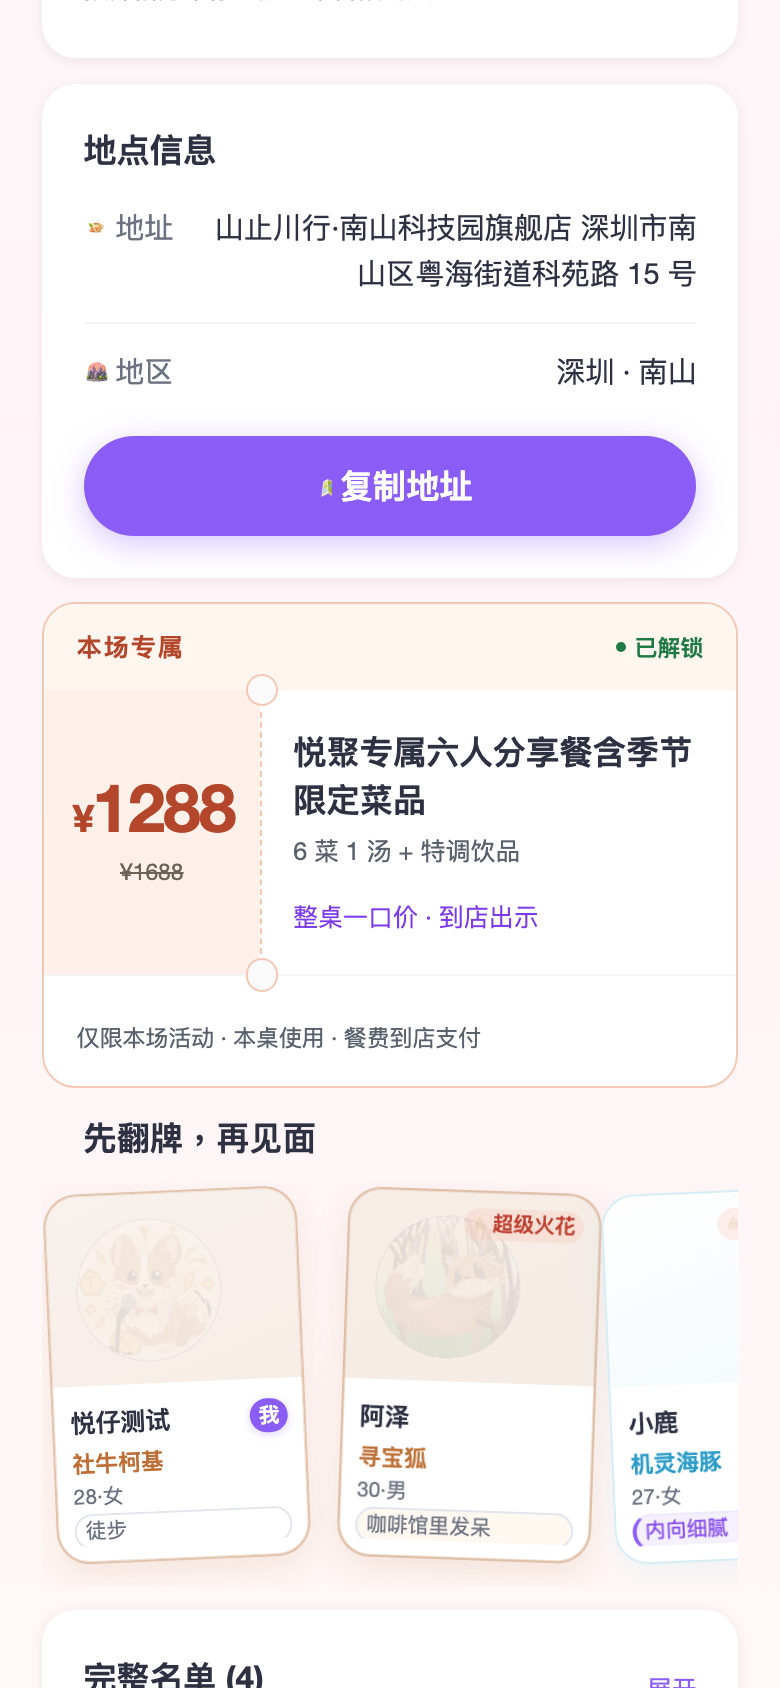 地点信息
地址
山止川行·南山科技园旗舰店 深圳市南
山区粤海街道科苑路 15 号
地区
深圳 · 南山
复制地址
本场专属
已解锁
¥1288
¥1688
悦聚专属六人分享餐含季节
限定菜品
6 菜 1 汤 + 特调饮品
整桌一口价 · 到店出示
仅限本场活动 · 本桌使用 · 餐费到店支付
先翻牌，再见面
悦仔测试
我
社牛柯基
28·女
徒步
超级火花
阿泽
寻宝狐
30·男
咖啡馆里发呆
小鹿
机灵海豚
27·女
内向细腻
完整名单 (4)
展开